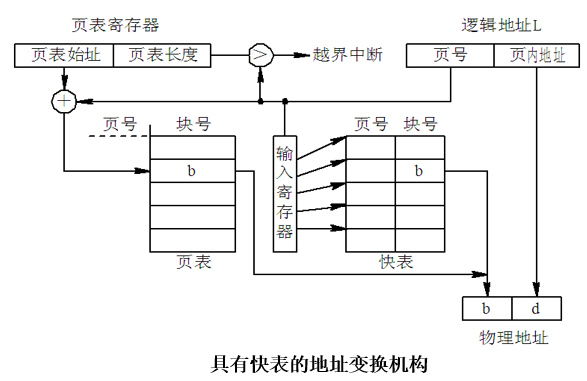 页表寄存器 逻辑地址L
页表始址 页表长度 > 越界中断 页号 页内地址
+
页号 块号 页号 块号
b 输入寄存器 b
页表 快表
b d
物理地址
具有快表的地址变换机构